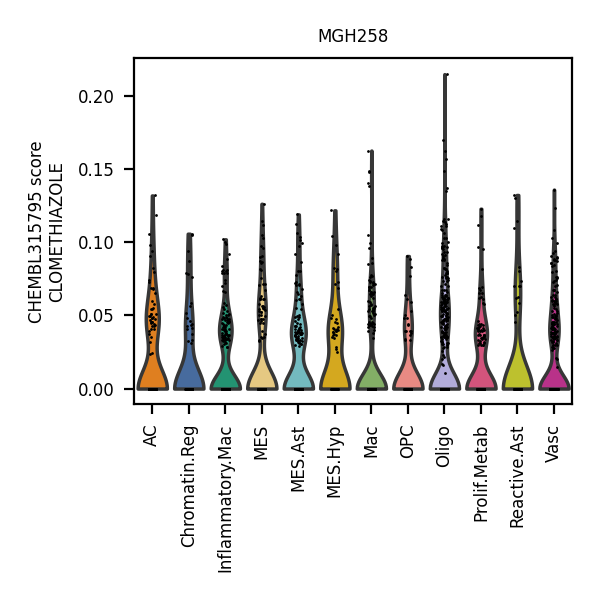 MGH258
CHEMBL315795 score
CLOMETHIAZOLE
0.20
0.15
0.10
0.05
0.00
AC
Chromatin.Reg
Inflammatory.Mac
MES
MES.Ast
MES.Hyp
Mac
OPC
Oligo
Prolif.Metab
Reactive.Ast
Vasc